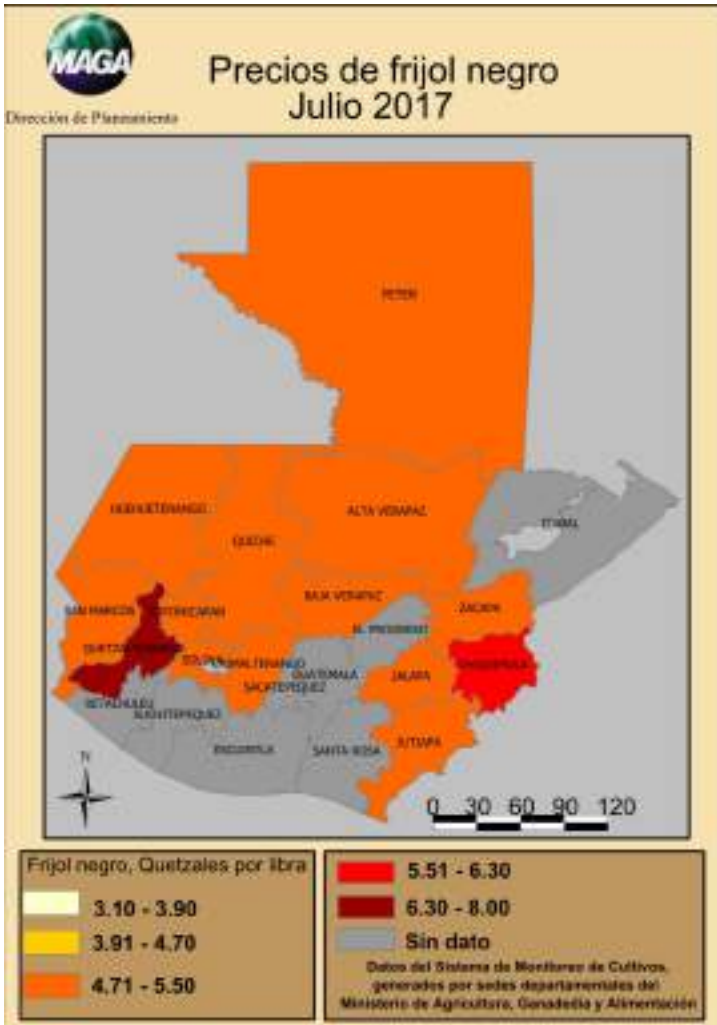 MAGA
Precios de frijol negro
Julio 2017
Dirección de Planeamiento
PETEN
HUEHUETENANGO
ALTA VERAPAZ
IZABAL
QUICHE
BAJA VERAPAZ
ZACAPA
SAN MARCOS
TOTONICAPAN
EL PROGRESO
QUETZALTENANGO
SOLOLA
CHIMALTENANGO
GUATEMALA
CHIQUIMULA
JALAPA
SACATEPEQUEZ
RETALHULEU
SUCHITEPEQUEZ
ESCUINTLA
SANTA ROSA
JUTIAPA
N
0 30 60 90 120
Frijol negro, Quetzales por libra
3.10 - 3.90
3.91 - 4.70
4.71 - 5.50
5.51 - 6.30
6.30 - 8.00
Sin dato
Datos del Sistema de Monitoreo de Cultivos,
generados por sedes departamentales del
Ministerio de Agricultura, Ganadedia y Alimentación